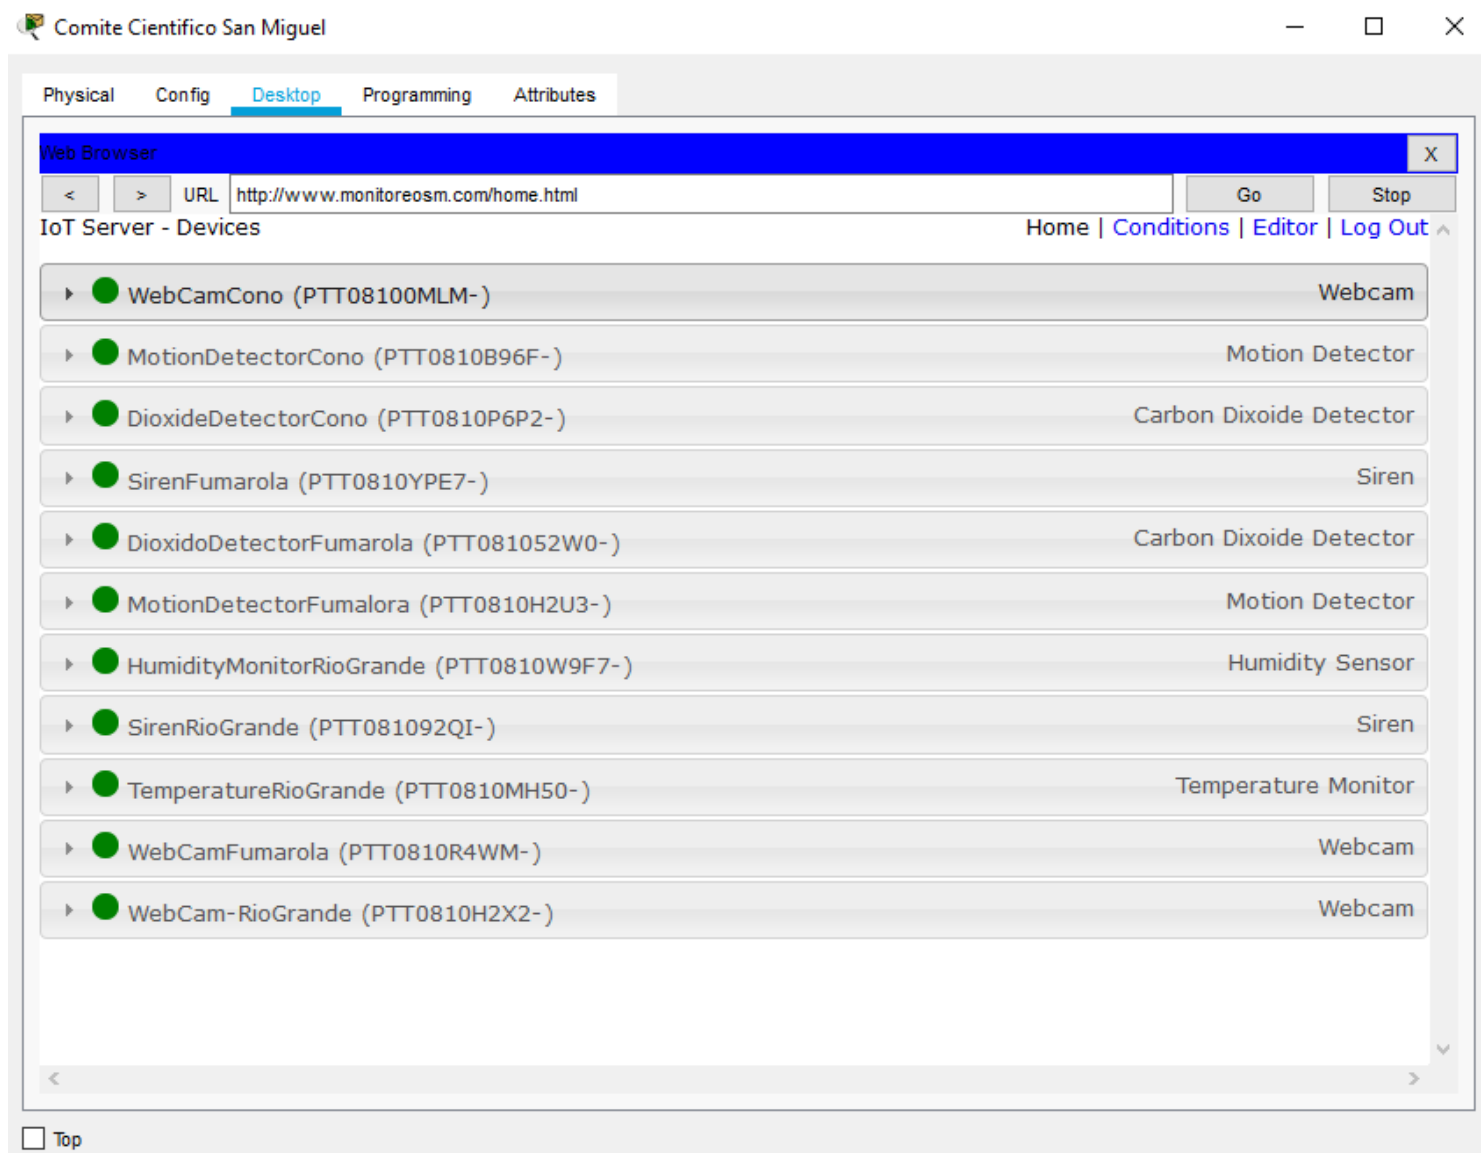 Comite Cientifico San Miguel
Physical Config Desktop Programming Attributes
Web Browser X
< > URL http://www.monitoreosm.com/home.html Go Stop
IoT Server - Devices Home | Conditions | Editor | Log Out
WebCamCono (PTT08100MLM-) Webcam
MotionDetectorCono (PTT0810B96F-) Motion Detector
DioxideDetectorCono (PTT0810P6P2-) Carbon Dixoide Detector
SirenFumarola (PTT0810YPE7-) Siren
DioxidoDetectorFumarola (PTT081052W0-) Carbon Dixoide Detector
MotionDetectorFumalora (PTT0810H2U3-) Motion Detector
HumidityMonitorRioGrande (PTT0810W9F7-) Humidity Sensor
SirenRioGrande (PTT081092QI-) Siren
TemperatureRioGrande (PTT0810MH50-) Temperature Monitor
WebCamFumarola (PTT0810R4WM-) Webcam
WebCam-RioGrande (PTT0810H2X2-) Webcam
Top